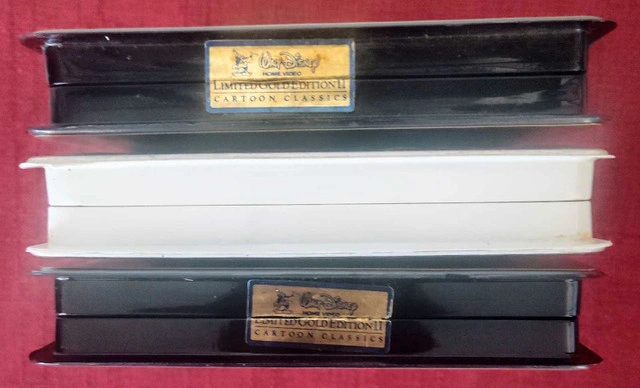 Walt Disney
HOME VIDEO
LIMITED GOLD EDITION II
CARTOON CLASSICS
Walt Disney
HOME VIDEO
LIMITED GOLD EDITION II
CARTOON CLASSICS